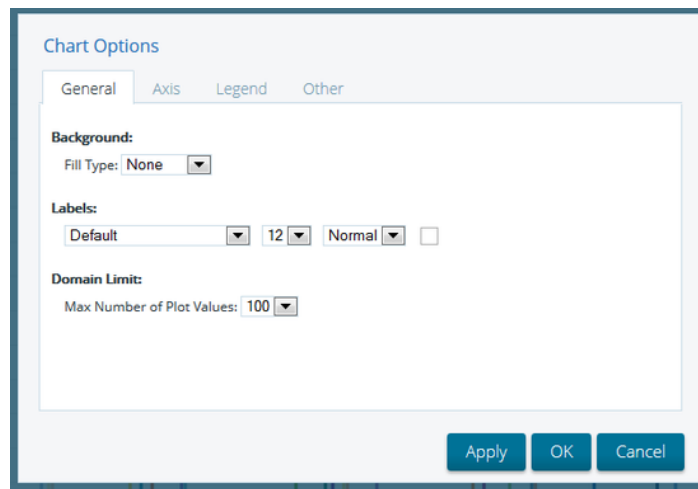 Chart Options
General Axis Legend Other
Background:
Fill Type: None
Labels:
Default 12 Normal
Domain Limit:
Max Number of Plot Values: 100
Apply OK Cancel